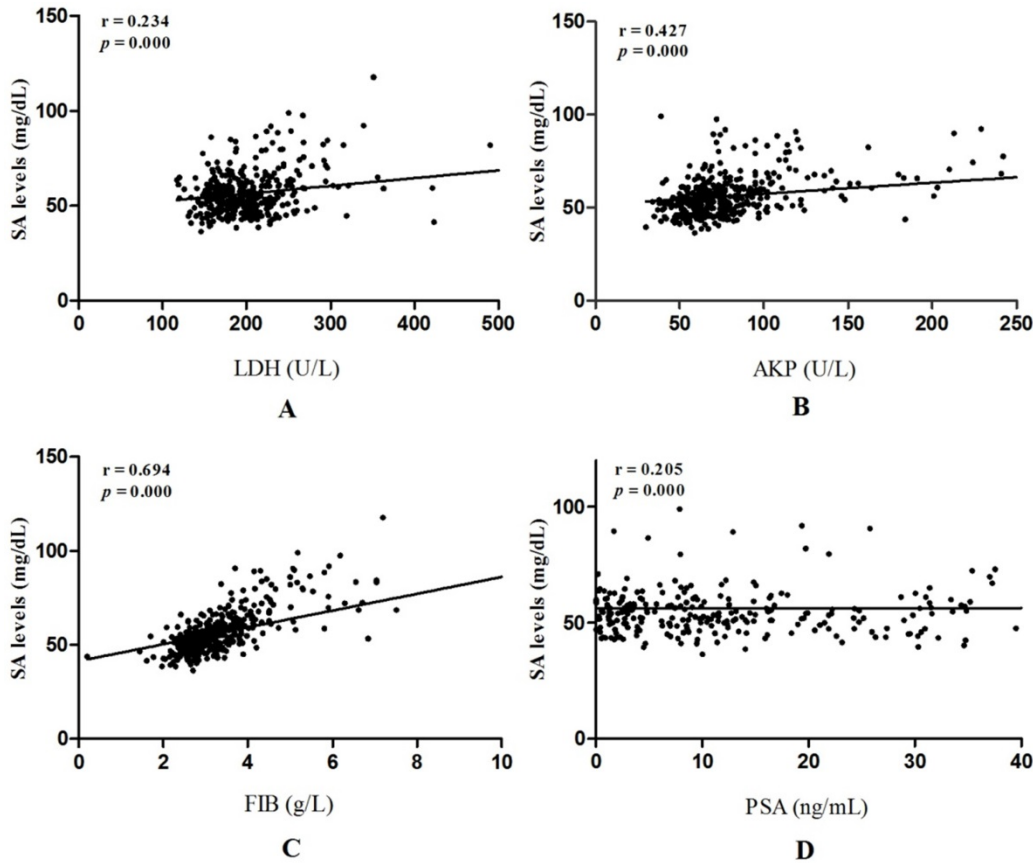 r = 0.234
p = 0.000
150
100
50
0
SA levels (mg/dL)
0 100 200 300 400 500
LDH (U/L)
A
r = 0.427
p = 0.000
150
100
50
0
SA levels (mg/dL)
0 50 100 150 200 250
AKP (U/L)
B
r = 0.694
p = 0.000
150
100
50
0
SA levels (mg/dL)
0 2 4 6 8 10
FIB (g/L)
C
r = 0.205
p = 0.000
100
50
0
SA levels (mg/dL)
0 10 20 30 40
PSA (ng/mL)
D